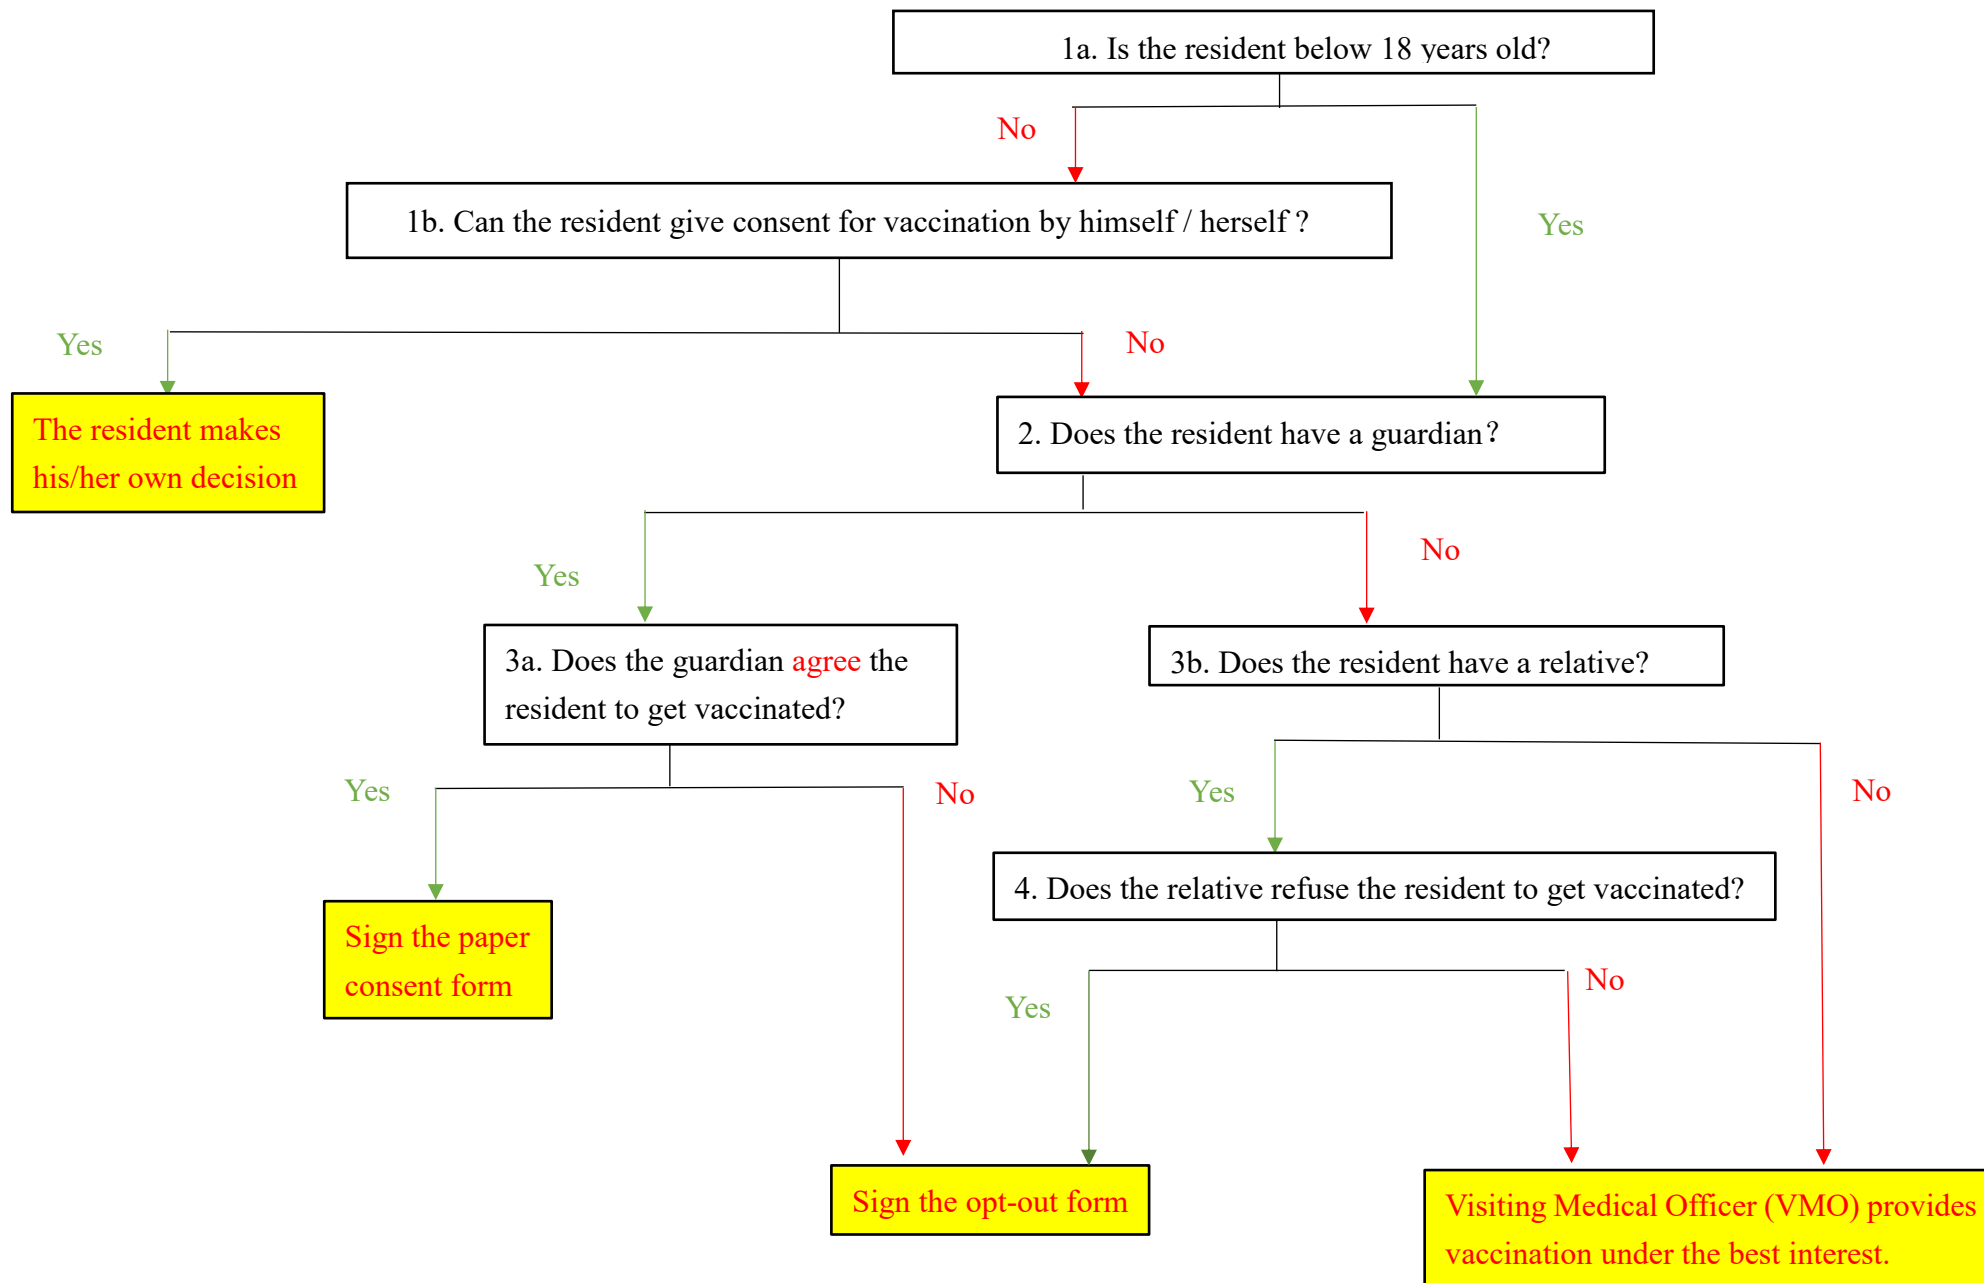 1a. Is the resident below 18 years old?
No
1b. Can the resident give consent for vaccination by himself / herself ?
Yes
Yes
No
The resident makes
his/her own decision
2. Does the resident have a guardian?
No
Yes
3a. Does the guardian agree the
resident to get vaccinated?
3b. Does the resident have a relative?
Yes
No
Yes
No
4. Does the relative refuse the resident to get vaccinated?
Sign the paper
consent form
No
Yes
Sign the opt-out form
Visiting Medical Officer (VMO) provides
vaccination under the best interest.